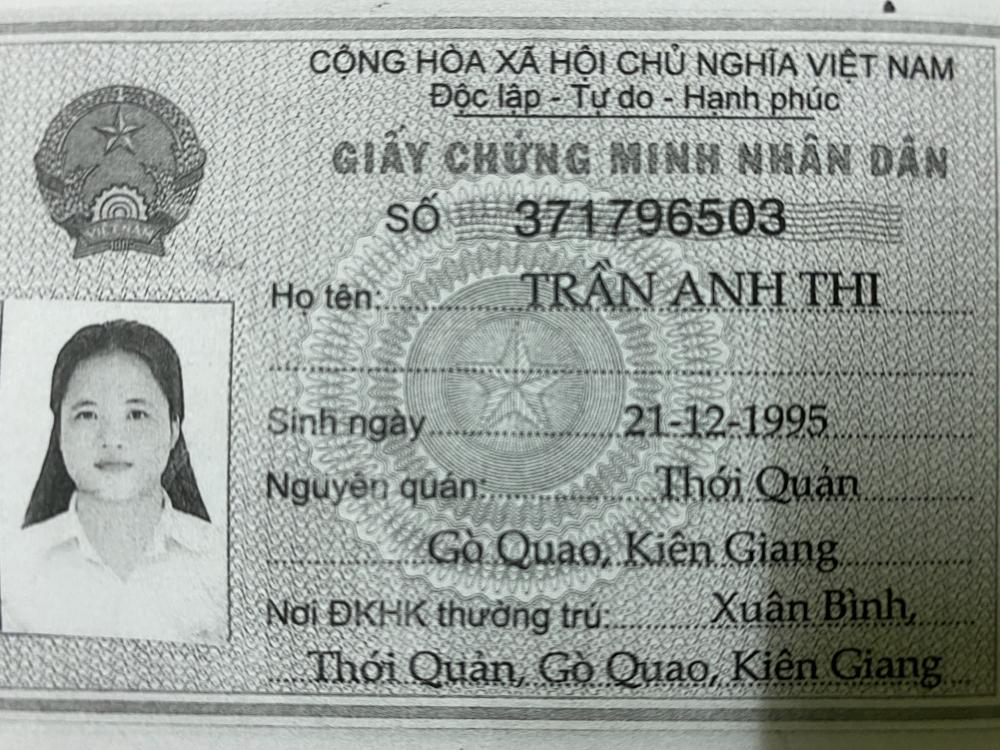 CỘNG HÒA XÃ HỘI CHỦ NGHĨA VIỆT NAM
Độc lập - Tự do - Hạnh phúc
GIẤY CHỨNG MINH NHÂN DÂN
SỐ 371796503
Họ tên: TRẦN ANH THI
Sinh ngày 21-12-1995
Nguyên quán: Thới Quản
Gò Quao, Kiên Giang
Nơi ĐKHK thường trú: Xuân Bình,
Thới Quản, Gò Quao, Kiên Giang
VIỆT NAM